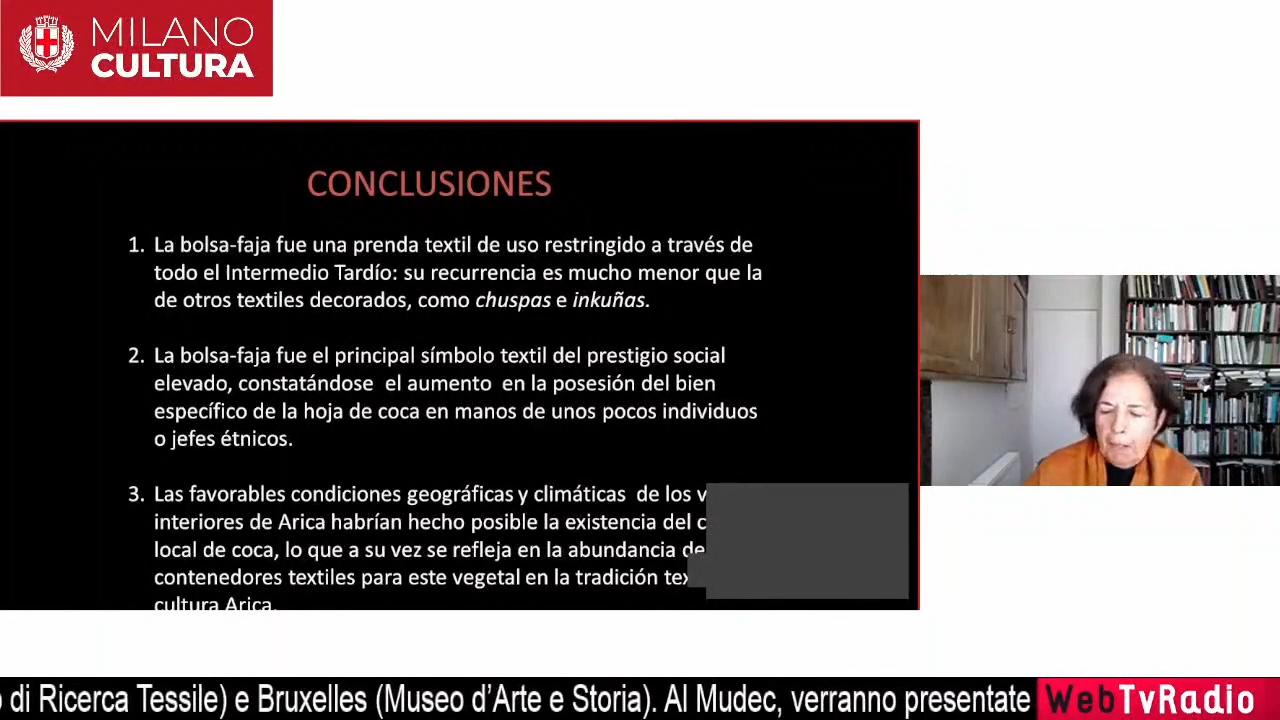 MILANO
CULTURA
CONCLUSIONES
1. La bolsa-faja fue una prenda textil de uso restringido a través de
todo el Intermedio Tardío: su recurrencia es mucho menor que la
de otros textiles decorados, como chuspas e inkuñas.
2. La bolsa-faja fue el principal símbolo textil del prestigio social
elevado, constatándose el aumento en la posesión del bien
específico de la hoja de coca en manos de unos pocos individuos
o jefes étnicos.
3. Las favorables condiciones geográficas y climáticas de los
interiores de Arica habrían hecho posible la existencia del
local de coca, lo que a su vez se refleja en la abundancia de
contenedores textiles para este vegetal en la tradición
cultura Arica.
di Ricerca Tessile) e Bruxelles (Museo d'Arte e Storia). Al Mudec, verranno presentate
WebTvRadio